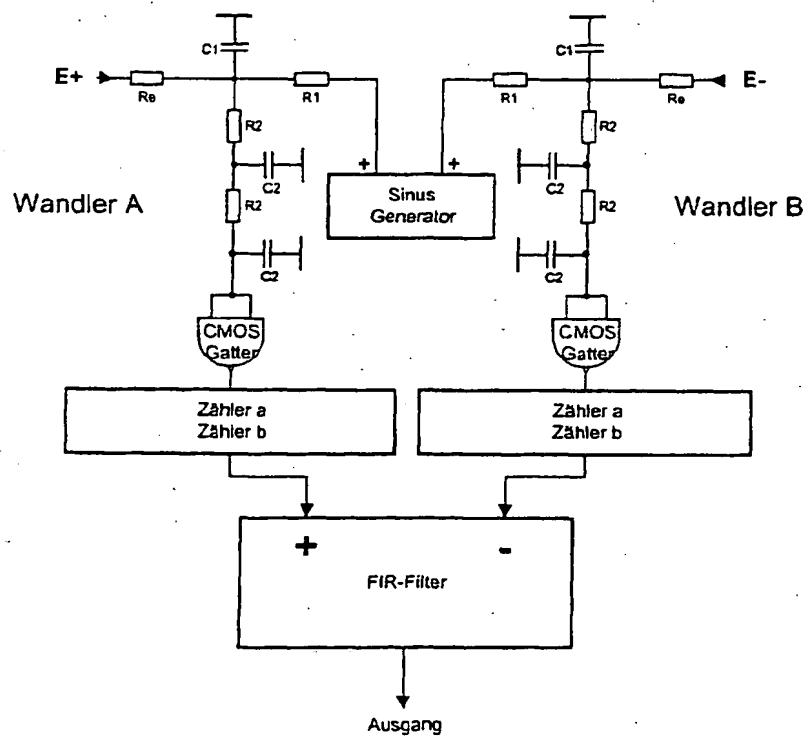 C1
C1
E+
Re
R1
R1
Re
E-
R2
R2
C2
C2
+
+
Sinus
Generator
Wandler A
Wandler B
R2
R2
C2
C2
CMOS
Gatter
CMOS
Gatter
Zähler a
Zähler b
Zähler a
Zähler b
+
-
FIR-Filter
Ausgang